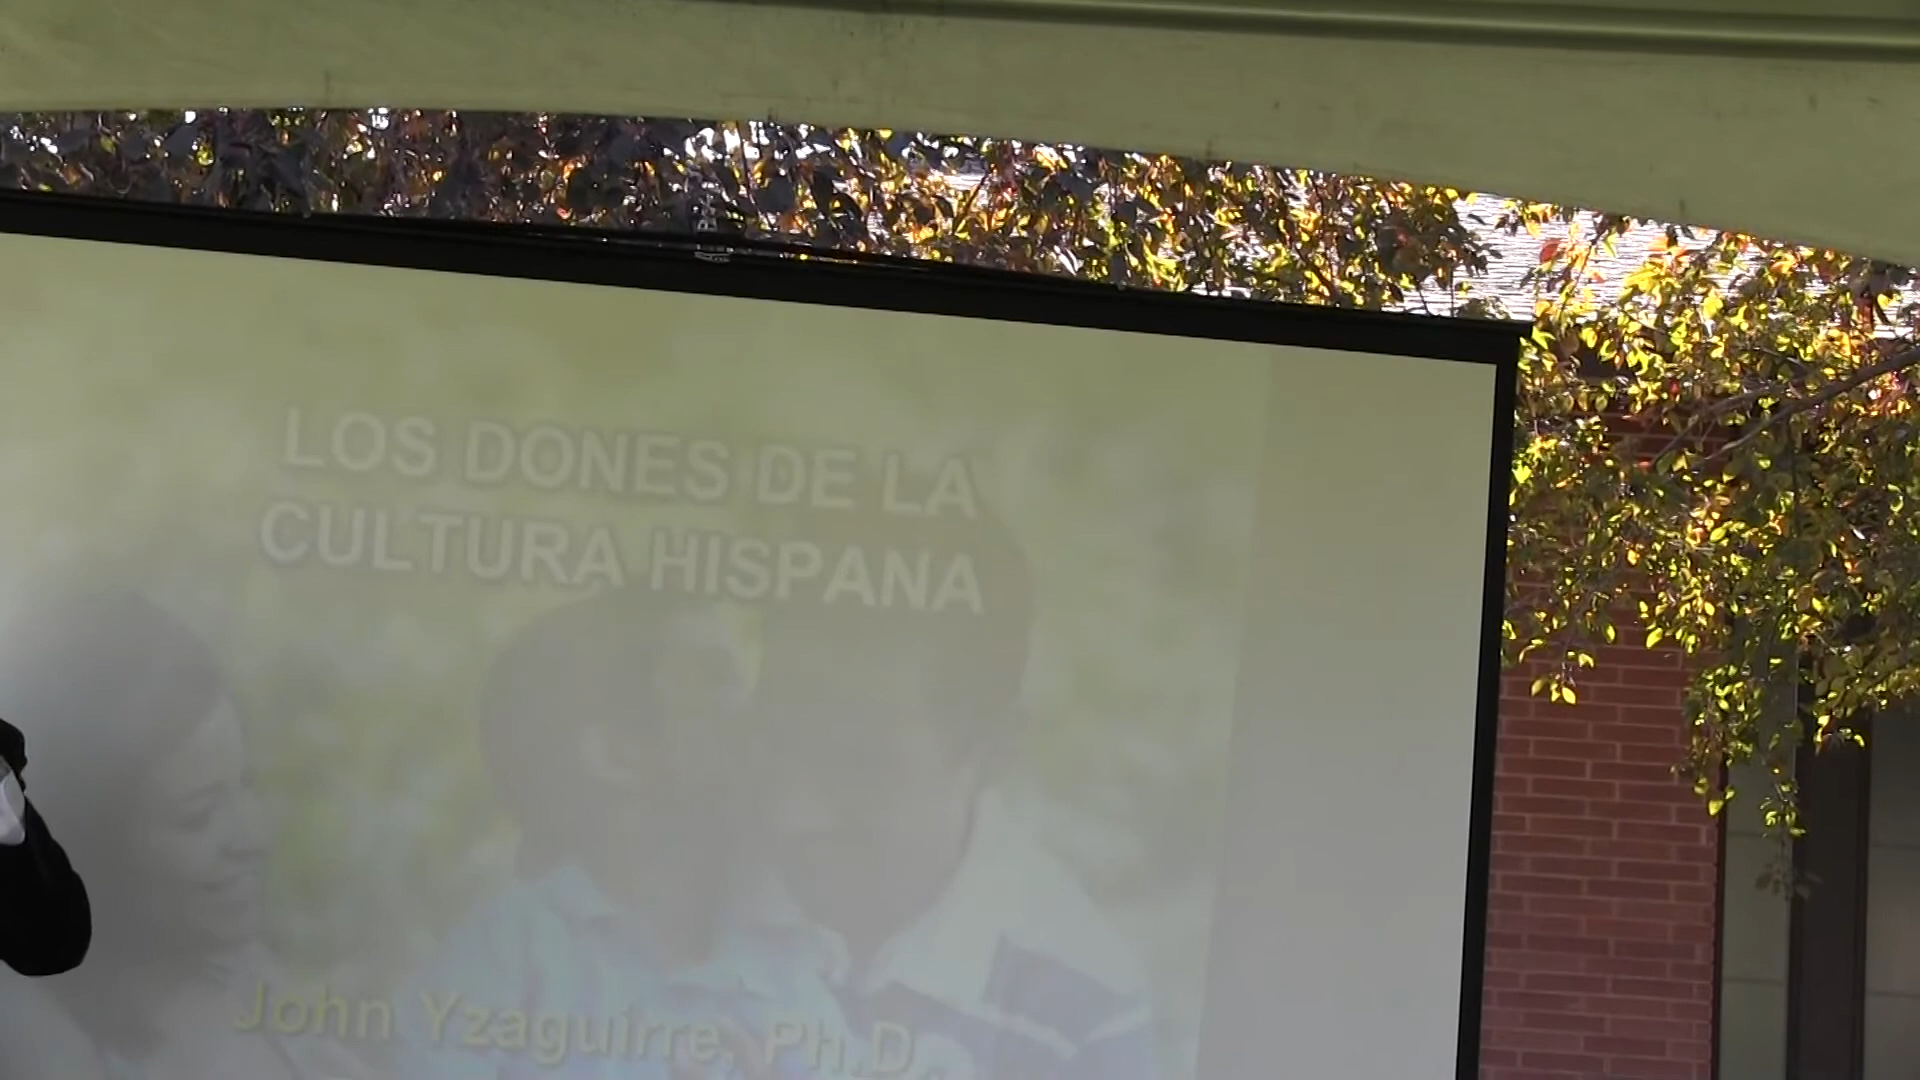 LOS DONES DE LA
CULTURA HISPANA
John Yzaguirre, Ph.D.